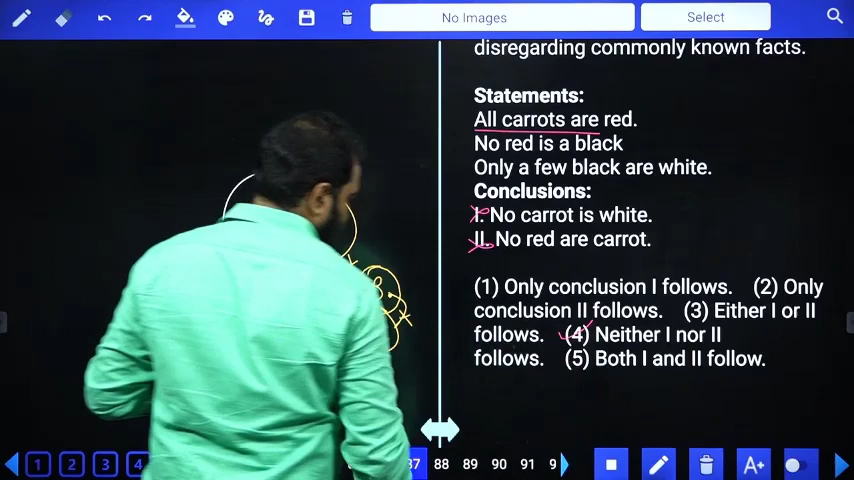 No Images
Select
disregarding commonly known facts.
Statements:
All carrots are red.
No red is a black
Only a few black are white.
Conclusions:
I. No carrot is white.
II. No red are carrot.
(1) Only conclusion I follows. (2) Only
conclusion II follows. (3) Either I or II
follows. (4) Neither I nor II
follows. (5) Both I and II follow.
1 2 3 4 87 88 89 90 91 9 A+